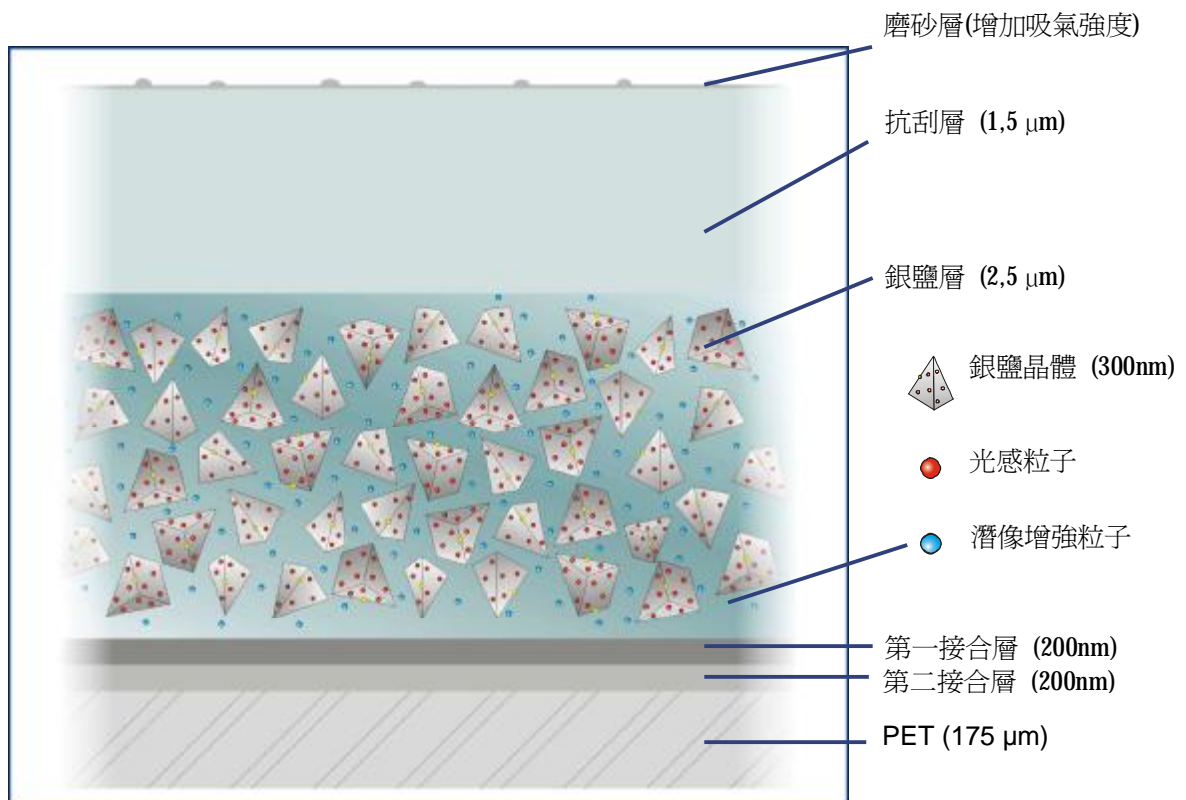 磨砂層(增加吸氣強度)
抗刮層 (1,5 μm)
銀鹽層 (2,5 μm)
銀鹽晶體 (300nm)
光感粒子
潛像增強粒子
第一接合層 (200nm)
第二接合層 (200nm)
PET (175 µm)